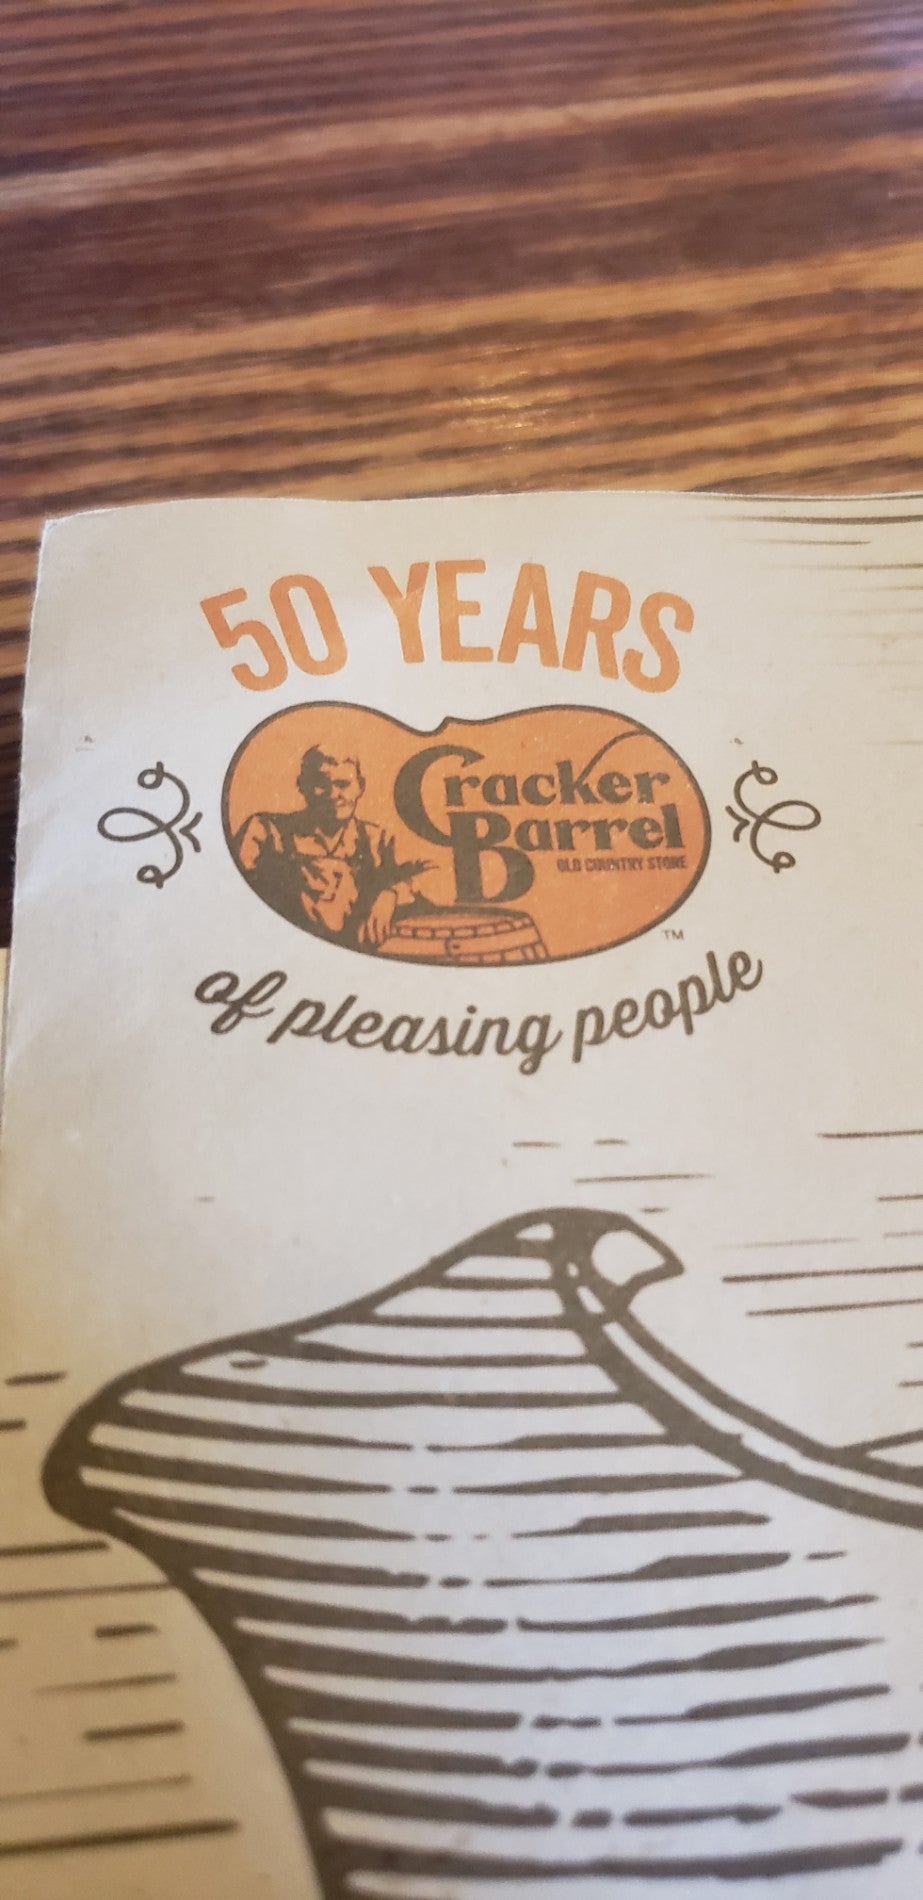 50 YEARS
Cracker
Barrel
OLD COUNTRY STORE
TM
of pleasing people